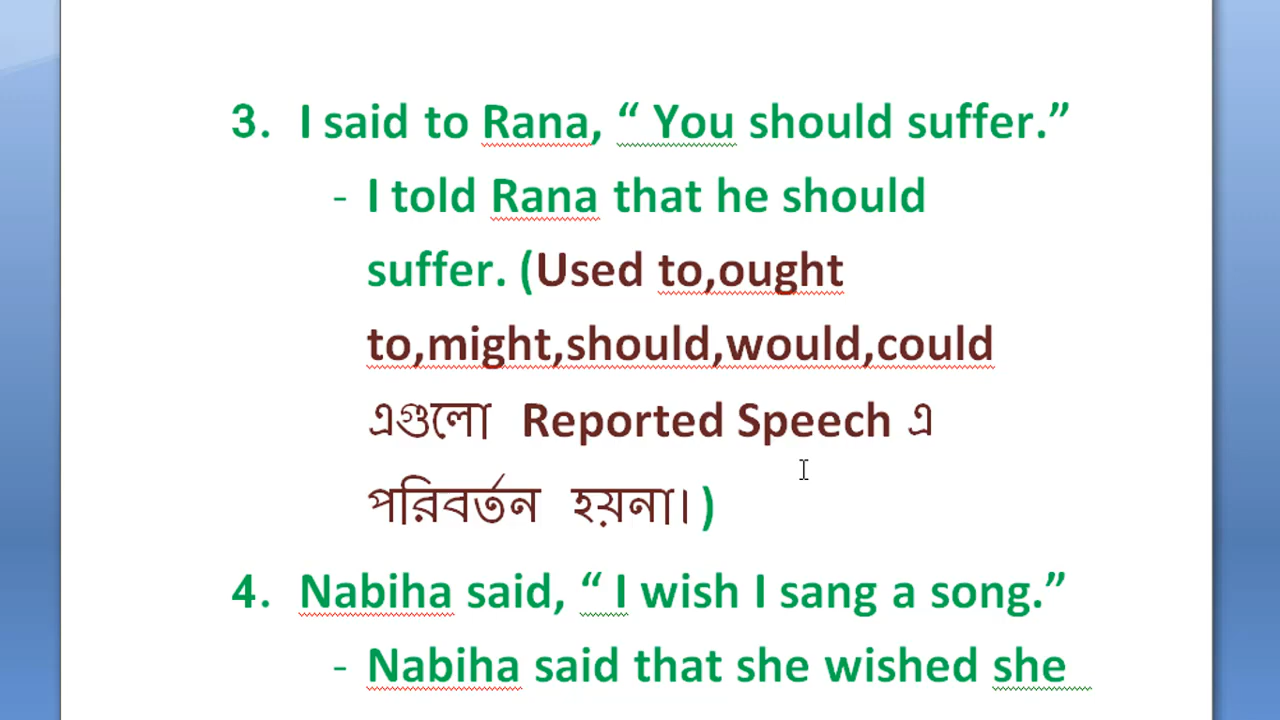 3. I said to Rana, “ You should suffer.”
- I told Rana that he should
suffer. (Used to,ought
to,might,should,would,could
এগুলো Reported Speech এ
পরিবর্তন হয়না। )
4. Nabiha said, “ I wish I sang a song.”
- Nabiha said that she wished she